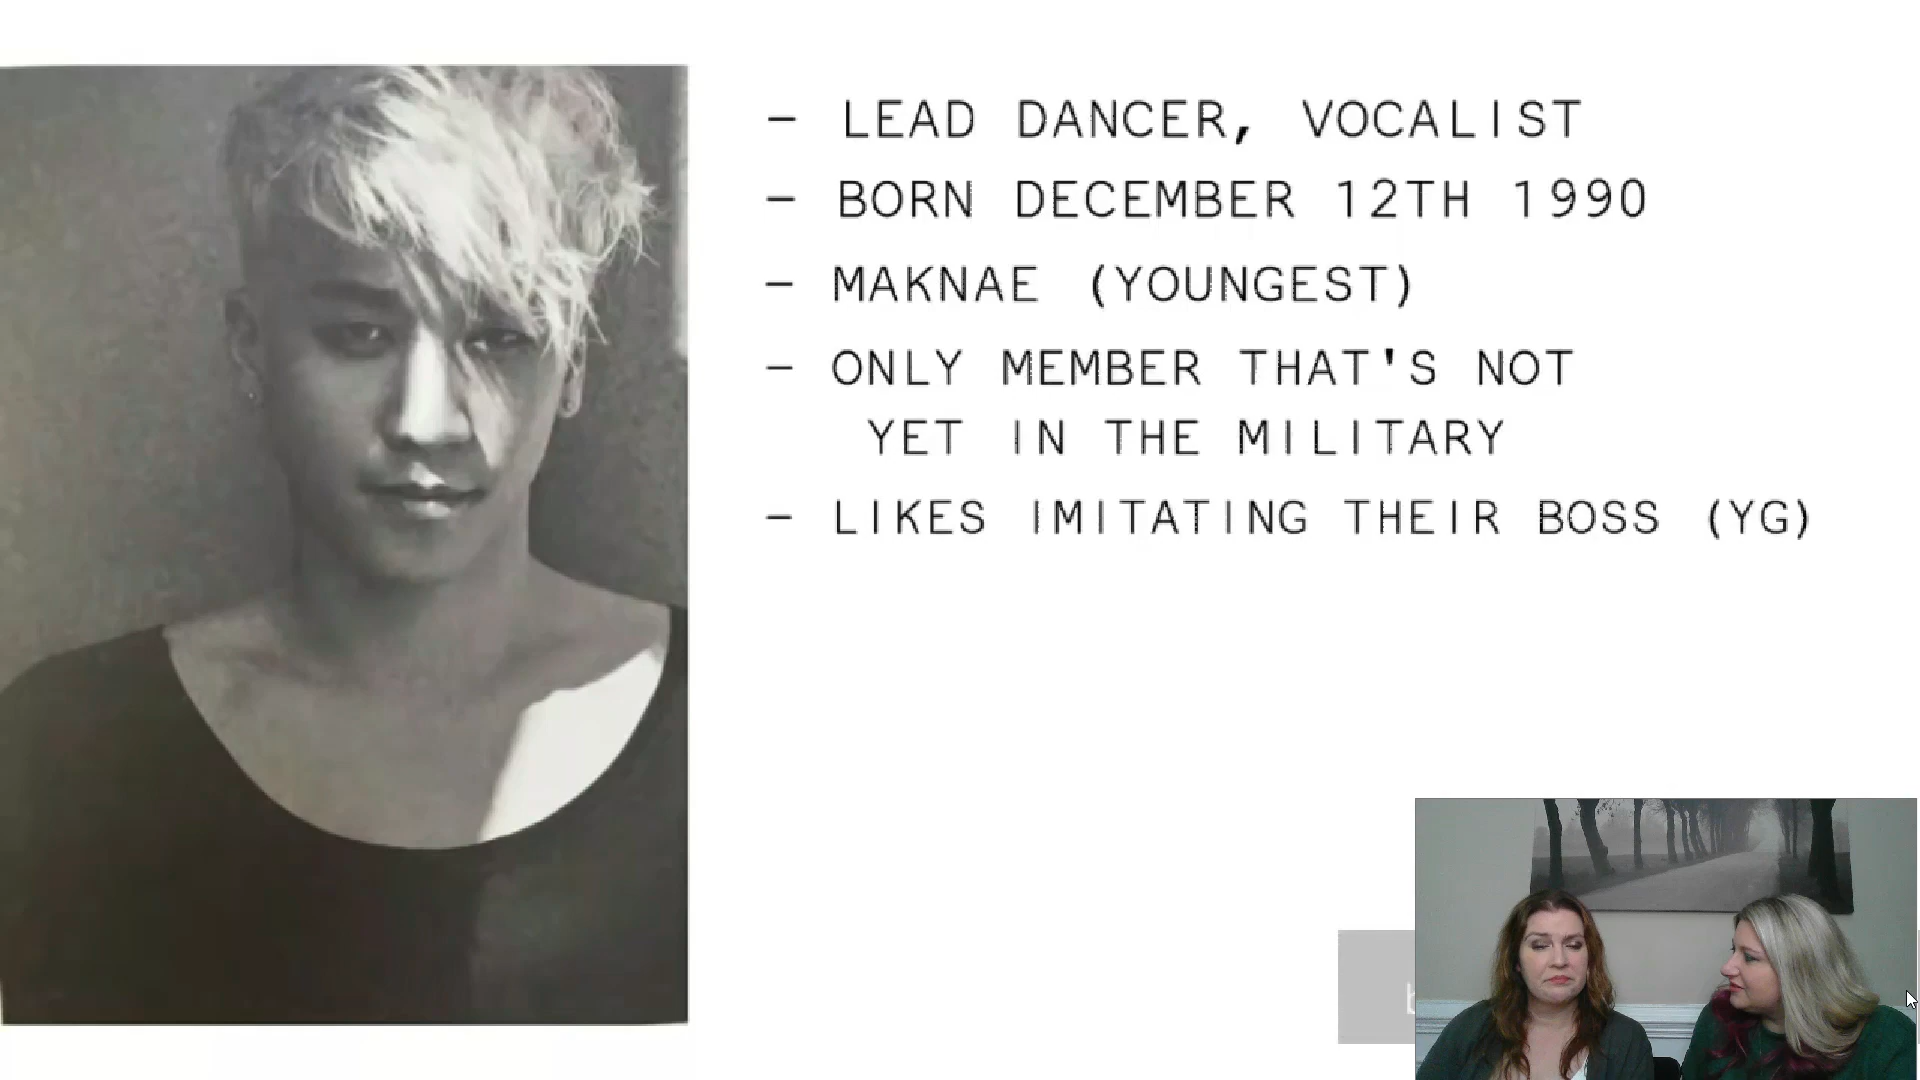 - LEAD DANCER, VOCALIST
- BORN DECEMBER 12TH 1990
- MAKNAE (YOUNGEST)
- ONLY MEMBER THAT'S NOT
YET IN THE MILITARY
- LIKES IMITATING THEIR BOSS (YG)